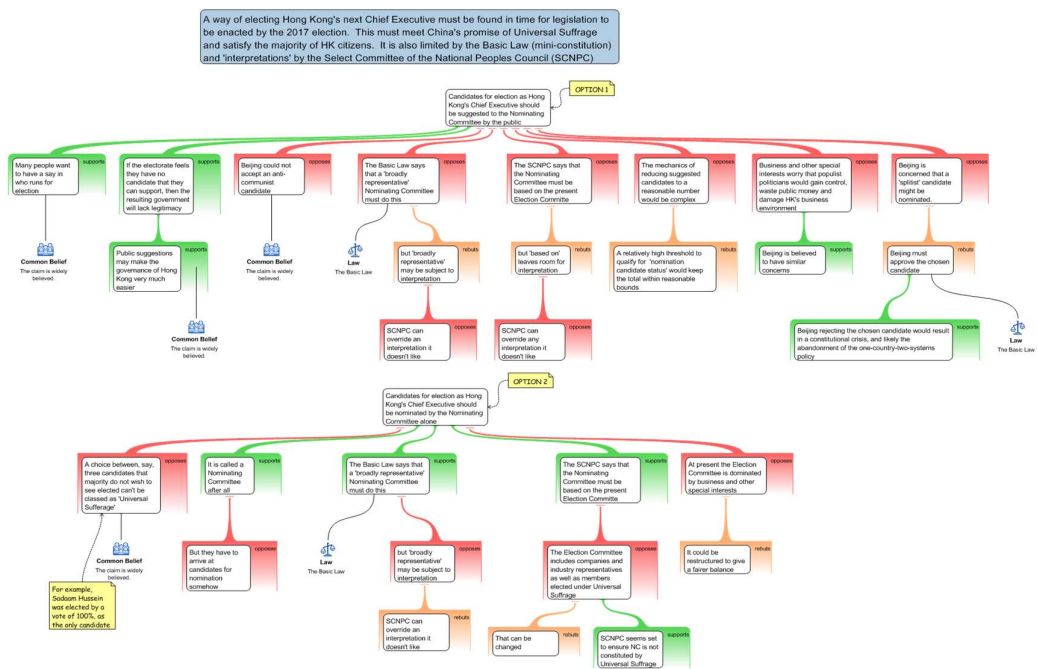 A way of electing Hong Kong's next Chief Executive must be found in time for legislation to
be enacted by the 2017 election. This must meet China's promise of Universal Suffrage
and satisfy the majority of HK citizens. It is also limited by the Basic Law (mini-constitution)
and 'interpretations' by the Select Committee of the National Peoples Council (SCNPC)
OPTION 1
Candidates for election as Hong
Kong's Chief Executive should
be suggested to the Nominating
Committee by the public
supports
Many people want
to have a say in
who runs for
election
Common Belief
The claim is widely
believed.
supports
If the electorate feels
they have no
candidate that they
can support, then the
resulting government
will lack legitimacy
supports
Public suggestions
may make the
governance of Hong
Kong very much
easier
Common Belief
The claim is widely
believed.
opposes
Beijing could not
accept an anti-
communist
candidate
Common Belief
The claim is widely
believed.
opposes
The Basic Law says
that a 'broadly
representative'
Nominating Committee
must do this
Law
The Basic Law
rebuts
but 'broadly
representative'
may be subject to
interpretation
opposes
SCNPC can
override an
interpretation it
doesn't like
opposes
The SCNPC says that
the Nominating
Committee must be
based on the present
Election Committe
rebuts
but 'based on'
leaves room for
interpretation
opposes
SCNPC can
override any
interpretation it
doesn't like
opposes
The mechanics of
reducing suggested
candidates to a
reasonable number
would be complex
rebuts
A relatively high threshold to
qualify for 'nomination
candidate status' would keep
the total within reasonable
bounds
opposes
Business and other special
interests worry that populist
politicians would gain control,
waste public money and
damage HK's business
environment
supports
Beijing is believed
to have similar
concerns
opposes
Beijing is
concerned that a
'splitist' candidate
might be
nominated.
rebuts
Beijing must
approve the chosen
candidate
supports
Beijing rejecting the chosen candidate would result
in a constitutional crisis, and likely the
abandonment of the one-country-two-systems
policy
Law
The Basic Law
OPTION 2
Candidates for election as Hong
Kong's Chief Executive should
be nominated by the Nominating
Committee alone
opposes
A choice between, say,
three candidates that
majority do not wish to
see elected can't be
classed as 'Universal
Sufferage'
Common Belief
The claim is widely
believed.
For example,
Sadaam Hussein
was elected by a
vote of 100%, as
the only candidate
supports
It is called a
Nominating
Committee
after all
opposes
But they have to
arrive at
candidates for
nomination
somehow
supports
The Basic Law says that
a 'broadly representative'
Nominating Committee
must do this
Law
The Basic Law
opposes
but 'broadly
representative'
may be subject to
interpretation
rebuts
SCNPC can
override an
interpretation it
doesn't like
supports
The SCNPC says that
the Nominating
Committee must be
based on the present
Election Committe
opposes
The Election Committee
includes companies and
industry representatives
as well as members
elected under Universal
Suffrage
rebuts
That can be
changed
supports
SCNPC seems set
to ensure NC is not
constituted by
Universal Suffrage
opposes
At present the Election
Committee is dominated
by business and other
special interests
rebuts
It could be
restructured to give
a fairer balance